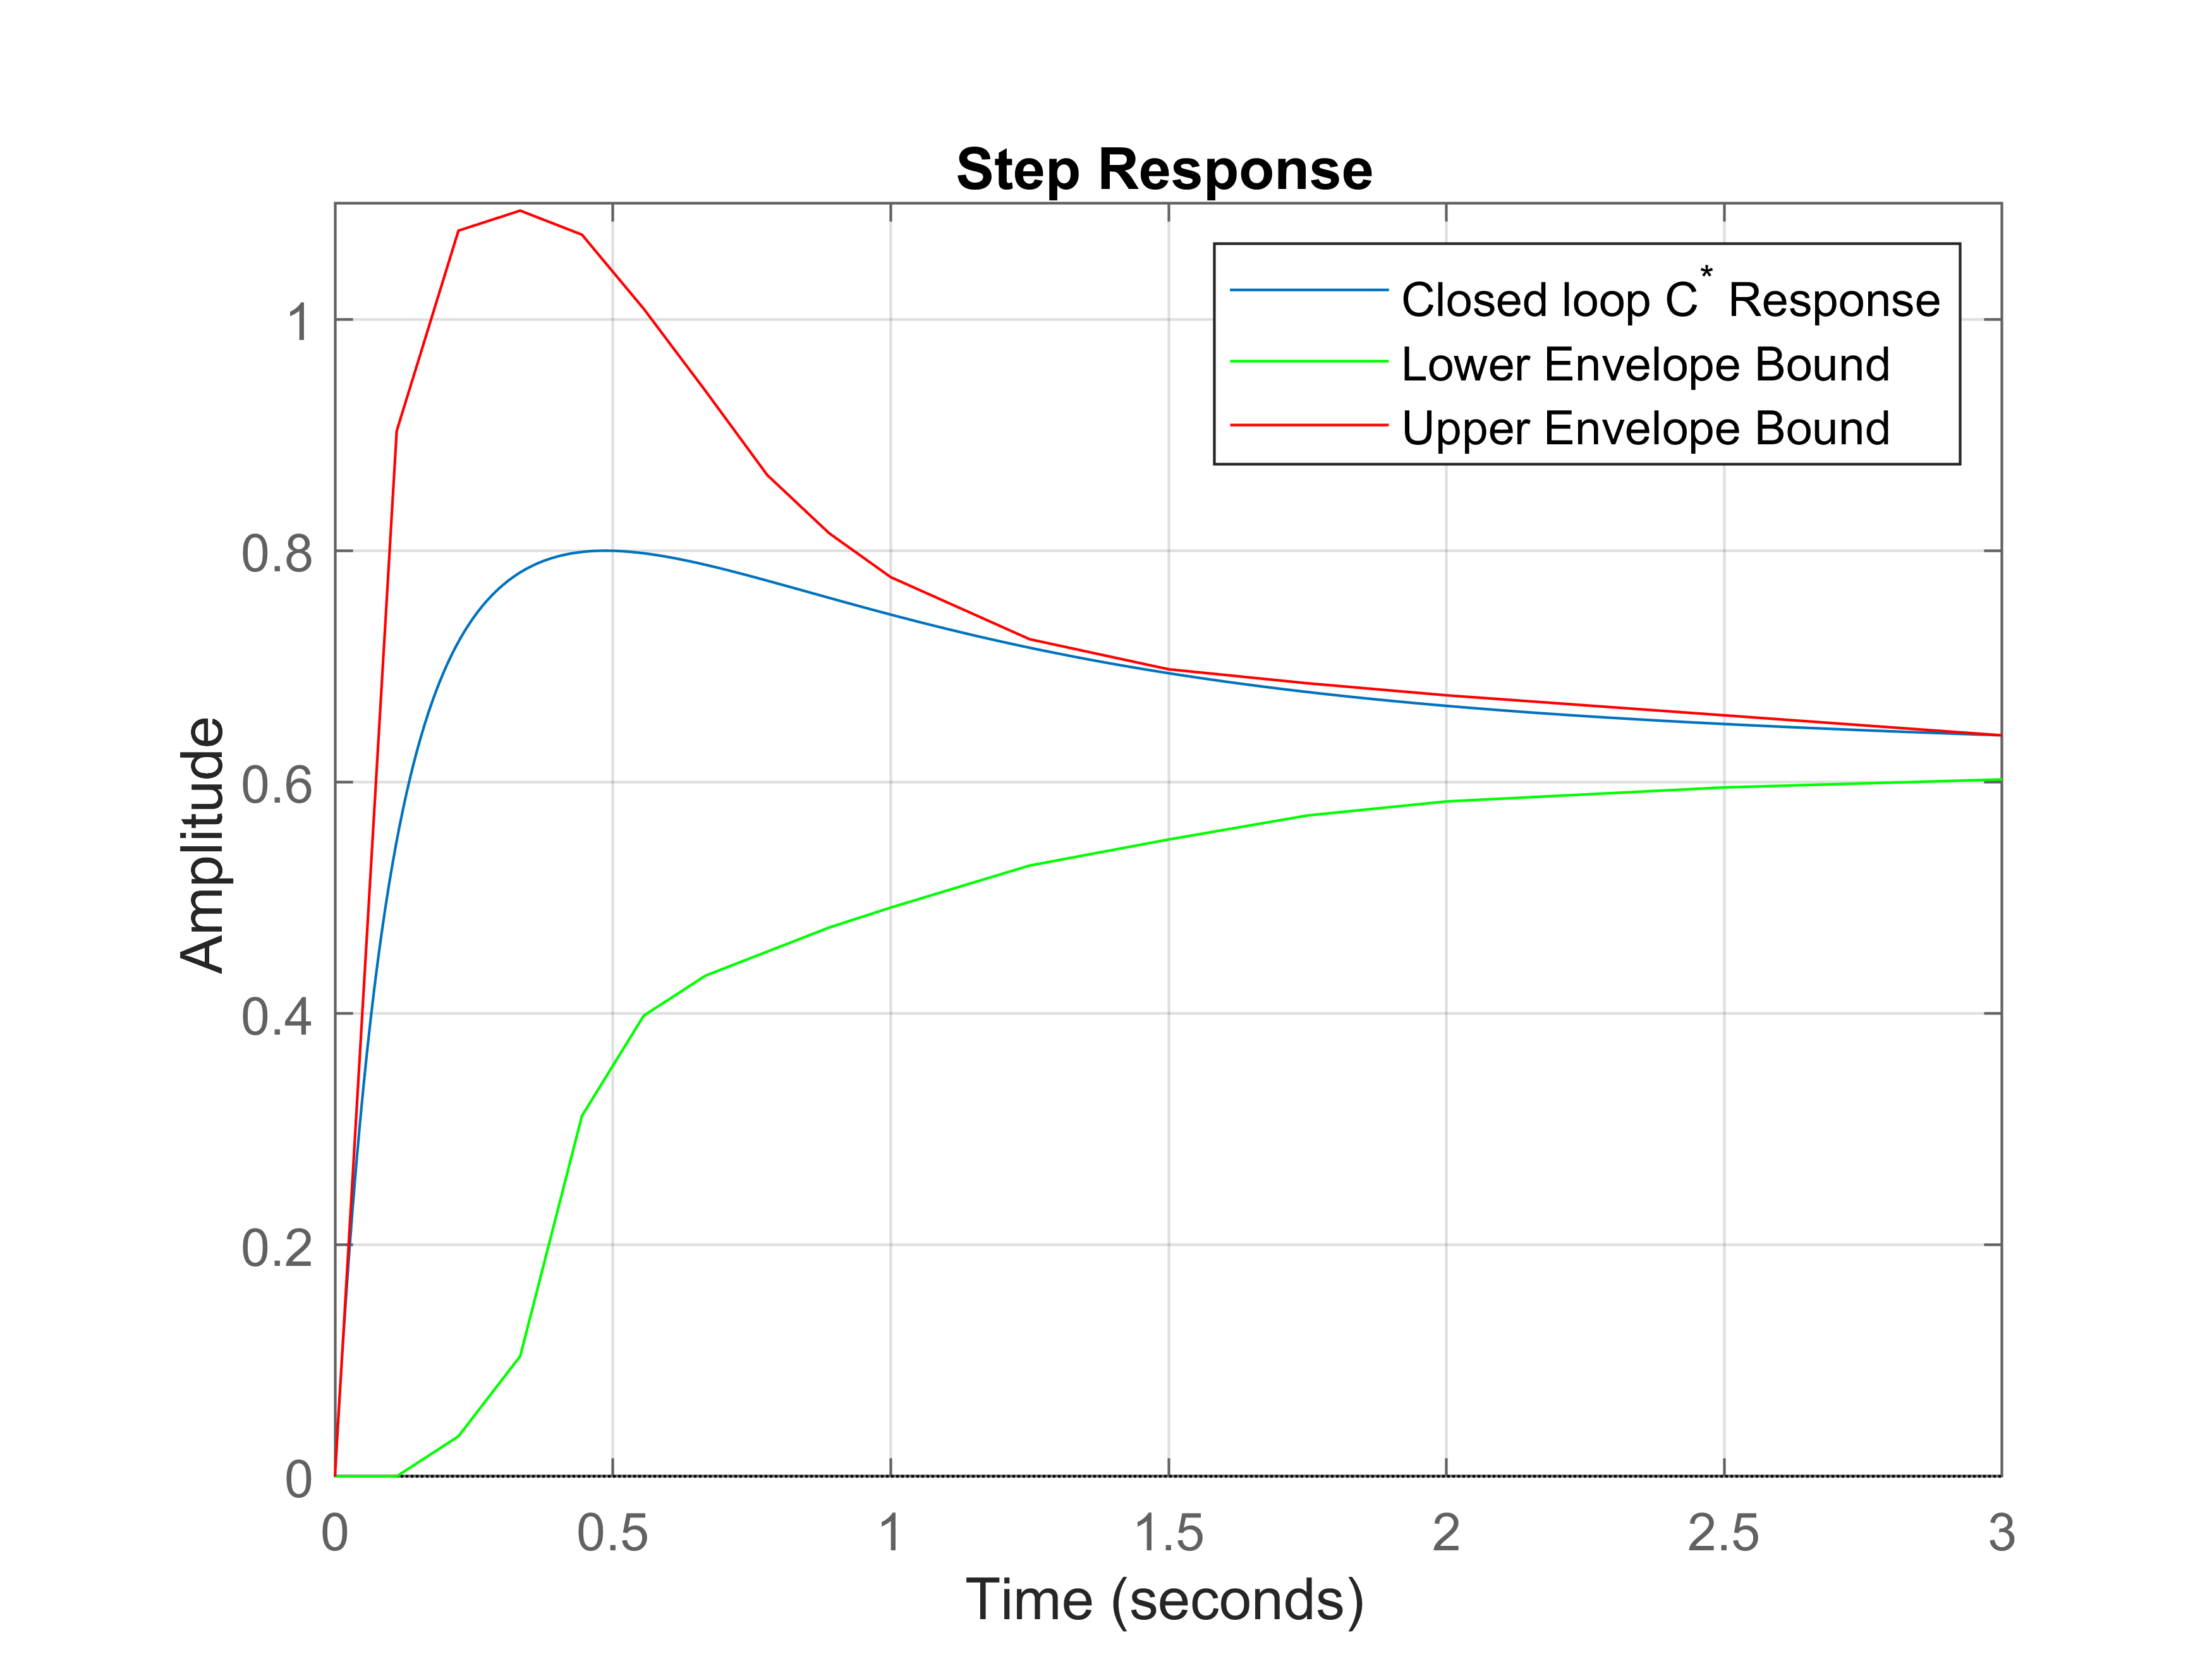 Step Response
Closed loop C* Response
Lower Envelope Bound
Upper Envelope Bound
Amplitude
1
0.8
0.6
0.4
0.2
0
0 0.5 1 1.5 2 2.5 3
Time (seconds)